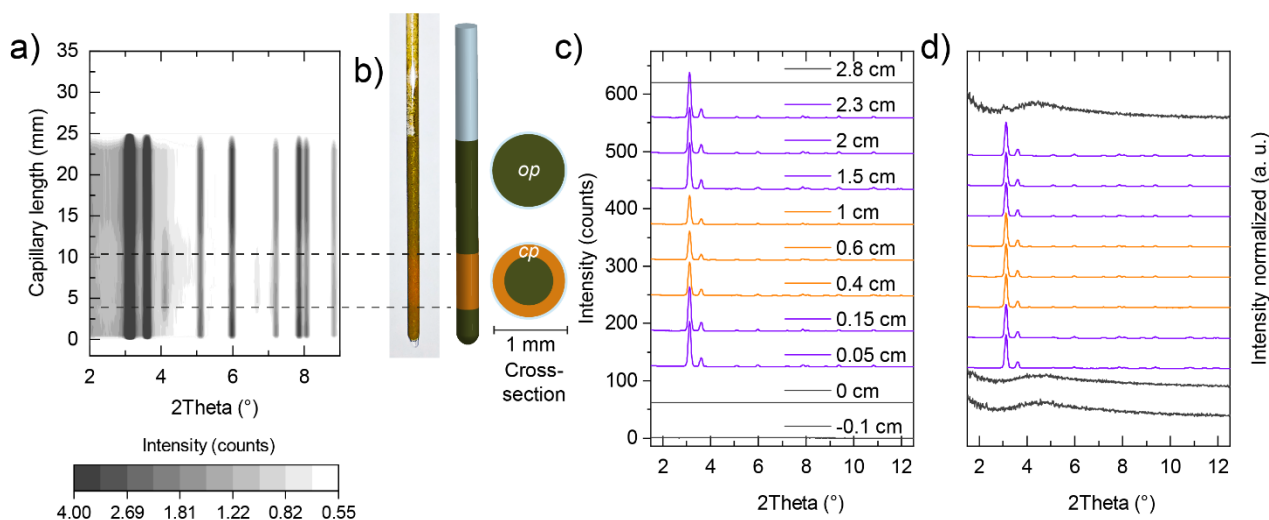 a)
35
30
25
20
15
10
5
0
Capillary length (mm)
2 4 6 8
2Theta (°)
Intensity (counts)
4.00 2.69 1.81 1.22 0.82 0.55
b)
op
cp
1 mm
Cross-
section
c)
600
500
400
300
200
100
0
Intensity (counts)
2.8 cm
2.3 cm
2 cm
1.5 cm
1 cm
0.6 cm
0.4 cm
0.15 cm
0.05 cm
0 cm
-0.1 cm
2 4 6 8 10 12
2Theta (°)
d)
2 4 6 8 10 12
2Theta (°)
Intensity normalized (a. u.)